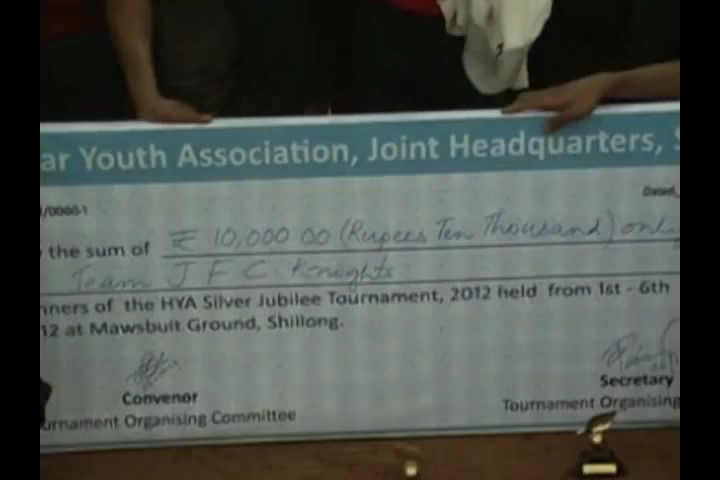 ar Youth Association, Joint Headquarters, S
/0000-1 Dated,
the sum of ₹ 10,000 00 (Rupees Ten Thousand) only
Team J F C Knights
nners of the HYA Silver Jubilee Tournament, 2012 held from 1st - 6th
12 at Mawsbuit Ground, Shillong.
Convenor Secretary
urnament Organising Committee Tournament Organising